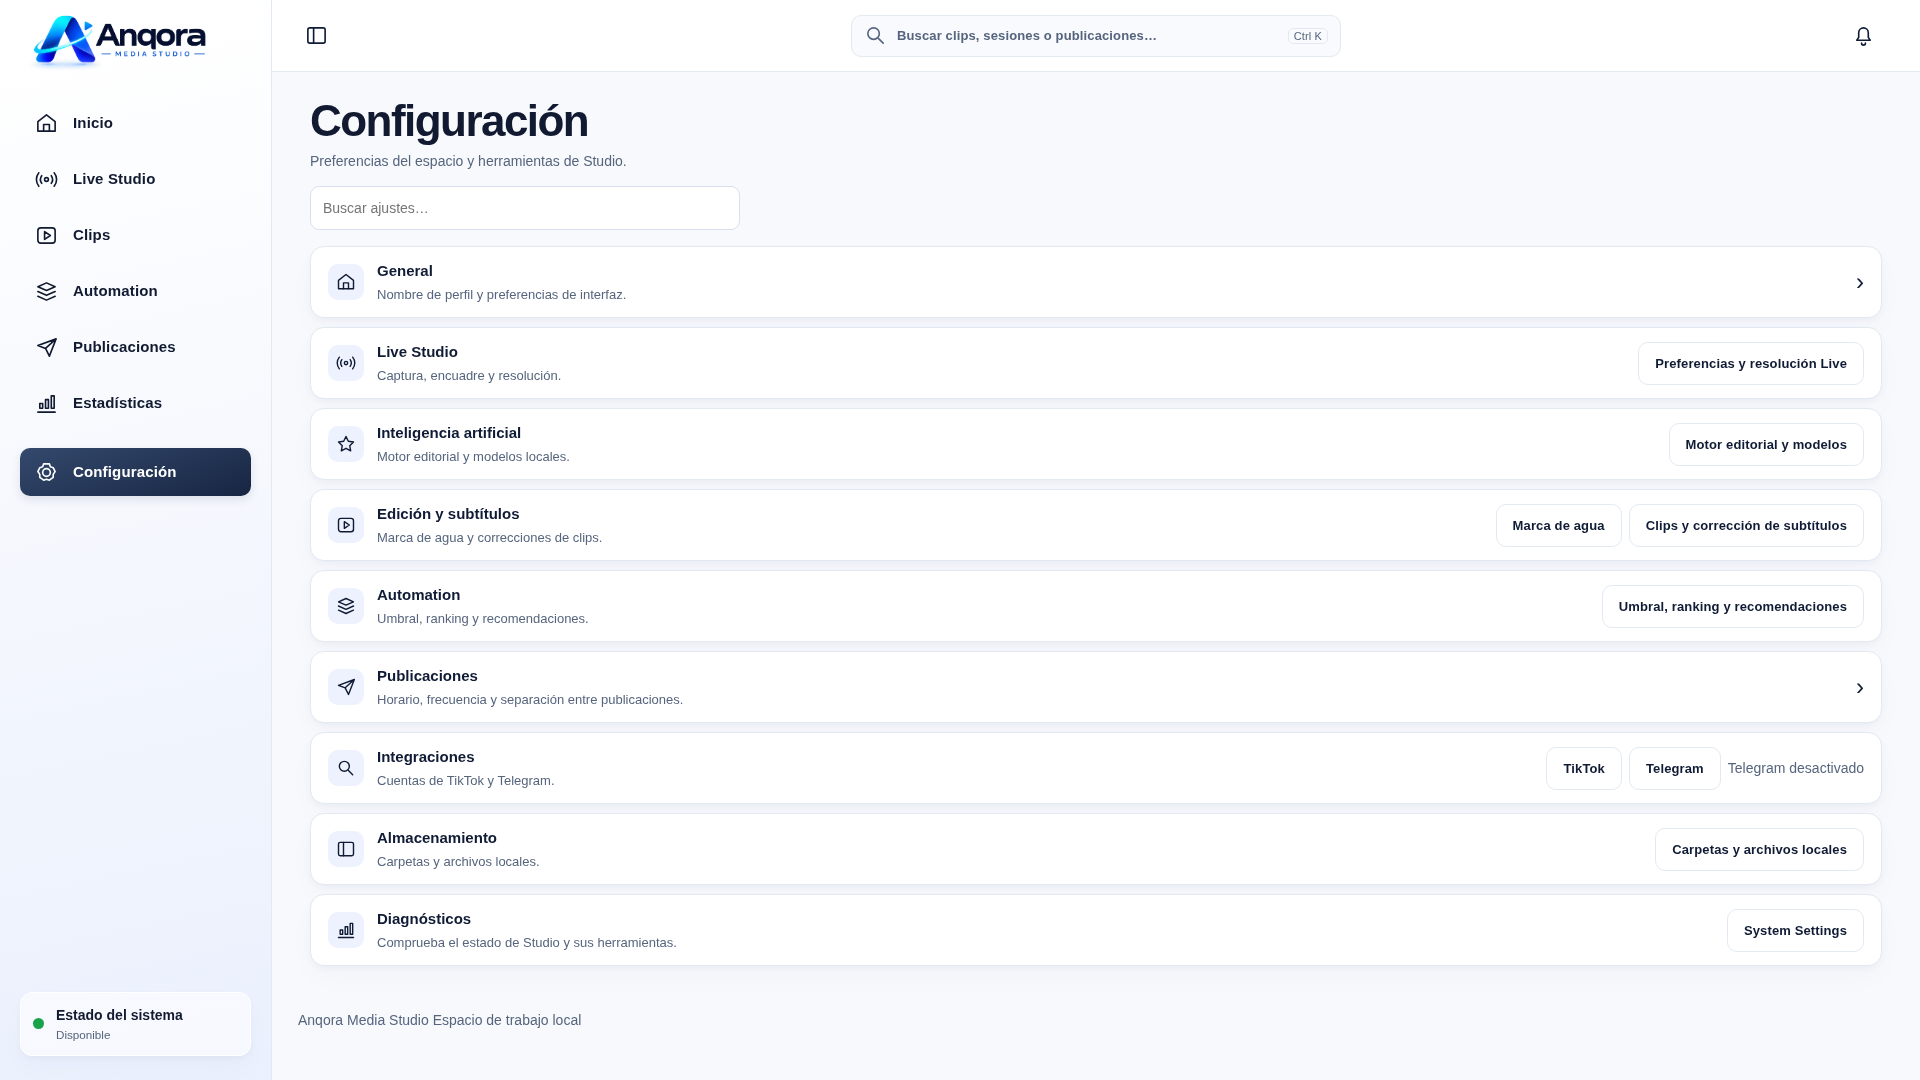 Anqora
MEDIA STUDIO
Buscar clips, sesiones o publicaciones…
Ctrl K
Inicio
Live Studio
Clips
Automation
Publicaciones
Estadísticas
Configuración
Estado del sistema
Disponible
Configuración
Preferencias del espacio y herramientas de Studio.
Buscar ajustes…
General
Nombre de perfil y preferencias de interfaz.
Live Studio
Captura, encuadre y resolución.
Preferencias y resolución Live
Inteligencia artificial
Motor editorial y modelos locales.
Motor editorial y modelos
Edición y subtítulos
Marca de agua y correcciones de clips.
Marca de agua
Clips y corrección de subtítulos
Automation
Umbral, ranking y recomendaciones.
Umbral, ranking y recomendaciones
Publicaciones
Horario, frecuencia y separación entre publicaciones.
Integraciones
Cuentas de TikTok y Telegram.
TikTok
Telegram
Telegram desactivado
Almacenamiento
Carpetas y archivos locales.
Carpetas y archivos locales
Diagnósticos
Comprueba el estado de Studio y sus herramientas.
System Settings
Anqora Media Studio Espacio de trabajo local